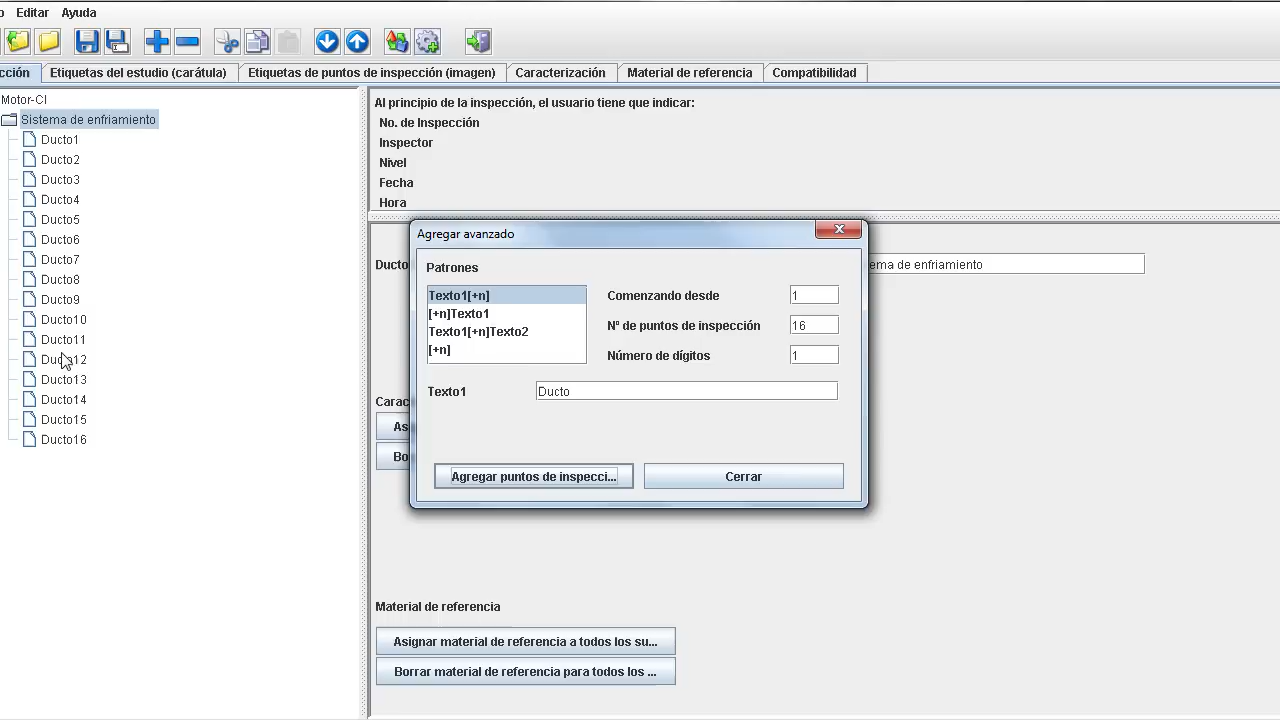 Editar Ayuda
Etiquetas del estudio (carátula) Etiquetas de puntos de inspección (imagen) Caracterización Material de referencia Compatibilidad
Motor-CI
Sistema de enfriamiento
Ducto1
Ducto2
Ducto3
Ducto4
Ducto5
Ducto6
Ducto7
Ducto8
Ducto9
Ducto10
Ducto11
Ducto12
Ducto13
Ducto14
Ducto15
Ducto16
Al principio de la inspección, el usuario tiene que indicar:
No. de Inspección
Inspector
Nivel
Fecha
Hora
Ducto
ema de enfriamiento
Agregar avanzado
Patrones
Texto1[+n]
[+n]Texto1
Texto1[+n]Texto2
[+n]
Comenzando desde 1
Nº de puntos de inspección 16
Número de dígitos 1
Texto1 Ducto
Agregar puntos de inspecci... Cerrar
Carac
As
Bo
Material de referencia
Asignar material de referencia a todos los su...
Borrar material de referencia para todos los ...